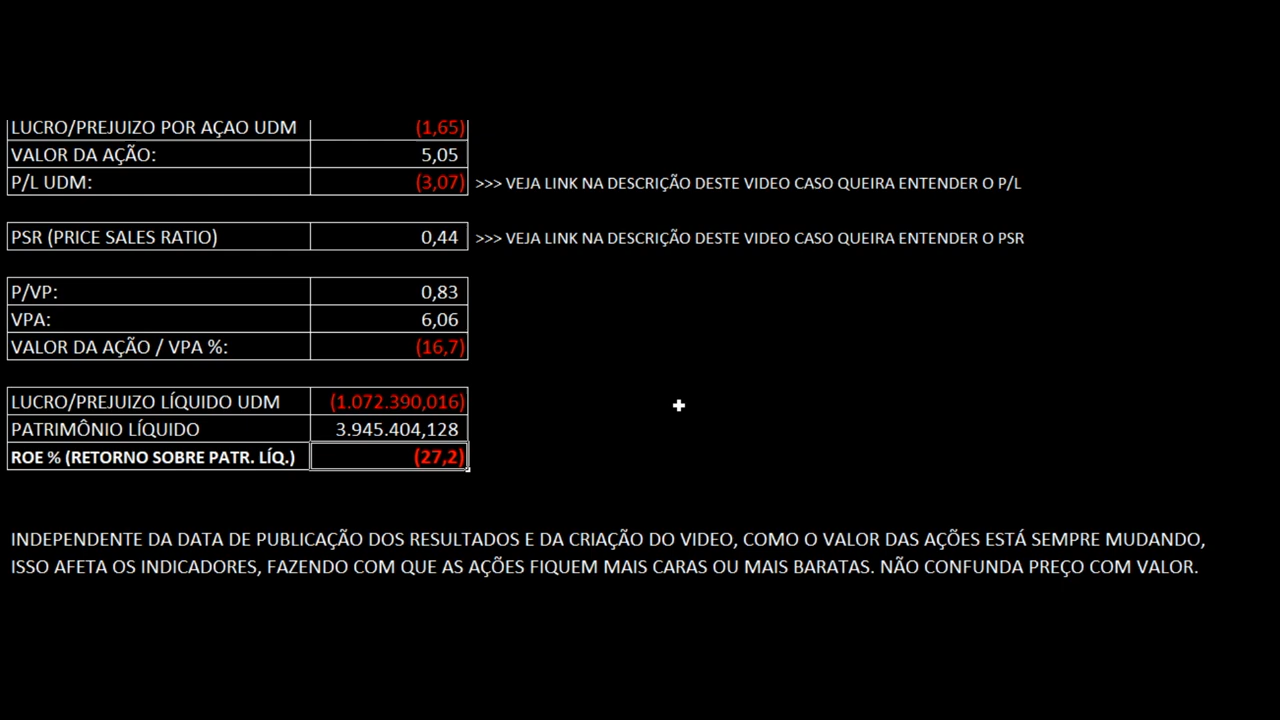 LUCRO/PREJUIZO POR AÇAO UDM (1,65)
VALOR DA AÇÃO: 5,05
P/L UDM: (3,07) >>> VEJA LINK NA DESCRIÇÃO DESTE VIDEO CASO QUEIRA ENTENDER O P/L
PSR (PRICE SALES RATIO) 0,44 >>> VEJA LINK NA DESCRIÇÃO DESTE VIDEO CASO QUEIRA ENTENDER O PSR
P/VP: 0,83
VPA: 6,06
VALOR DA AÇÃO / VPA %: (16,7)
LUCRO/PREJUIZO LÍQUIDO UDM (1.072.390,016)
PATRIMÔNIO LÍQUIDO 3.945.404,128
ROE % (RETORNO SOBRE PATR. LÍQ.) (27,2)
INDEPENDENTE DA DATA DE PUBLICAÇÃO DOS RESULTADOS E DA CRIAÇÃO DO VIDEO, COMO O VALOR DAS AÇÕES ESTÁ SEMPRE MUDANDO,
ISSO AFETA OS INDICADORES, FAZENDO COM QUE AS AÇÕES FIQUEM MAIS CARAS OU MAIS BARATAS. NÃO CONFUNDA PREÇO COM VALOR.